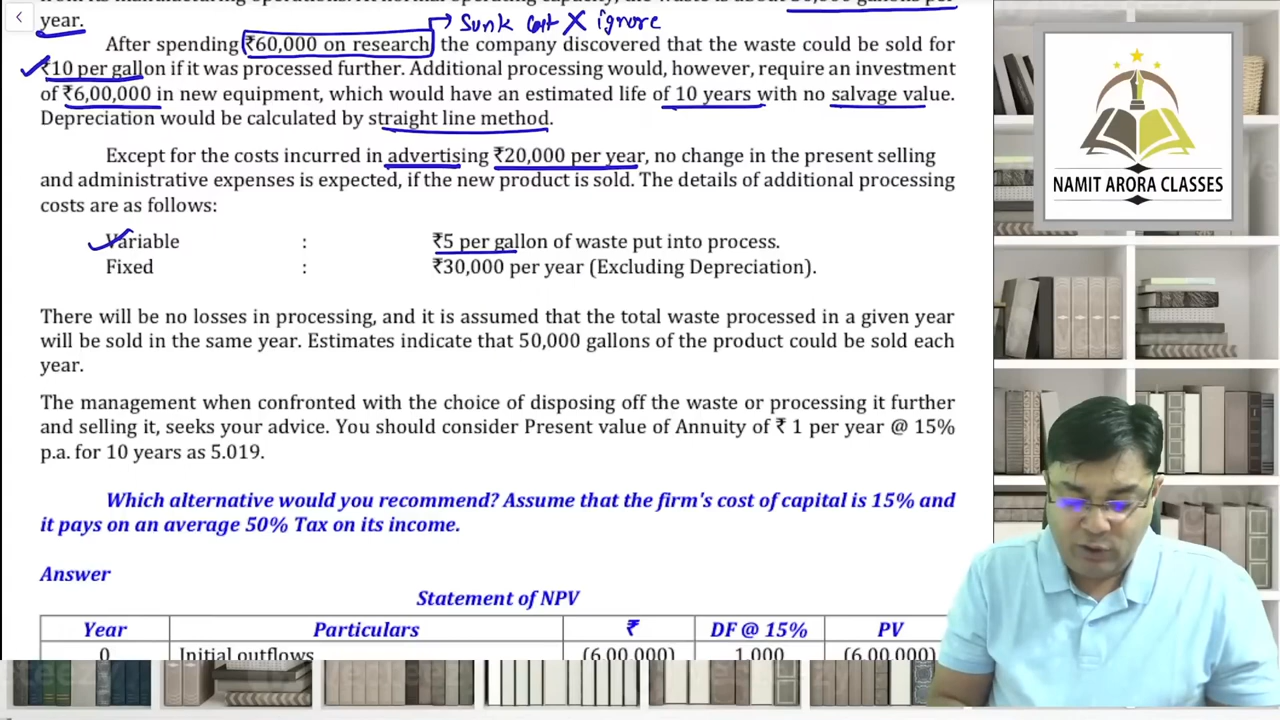 year.
Sunk Cost X ignore
After spending ₹60,000 on research, the company discovered that the waste could be sold for
₹10 per gallon if it was processed further. Additional processing would, however, require an investment
of ₹6,00,000 in new equipment, which would have an estimated life of 10 years with no salvage value.
Depreciation would be calculated by straight line method.
Except for the costs incurred in advertising ₹20,000 per year, no change in the present selling
and administrative expenses is expected, if the new product is sold. The details of additional processing
costs are as follows:
Variable : ₹5 per gallon of waste put into process.
Fixed : ₹30,000 per year (Excluding Depreciation).
There will be no losses in processing, and it is assumed that the total waste processed in a given year
will be sold in the same year. Estimates indicate that 50,000 gallons of the product could be sold each
year.
The management when confronted with the choice of disposing off the waste or processing it further
and selling it, seeks your advice. You should consider Present value of Annuity of ₹ 1 per year @ 15%
p.a. for 10 years as 5.019.
Which alternative would you recommend? Assume that the firm's cost of capital is 15% and
it pays on an average 50% Tax on its income.
Answer
Statement of NPV
Year Particulars ₹ DF @ 15% PV
0 Initial outflows (6,00,000) 1.000 (6,00,000)
NAMIT ARORA CLASSES